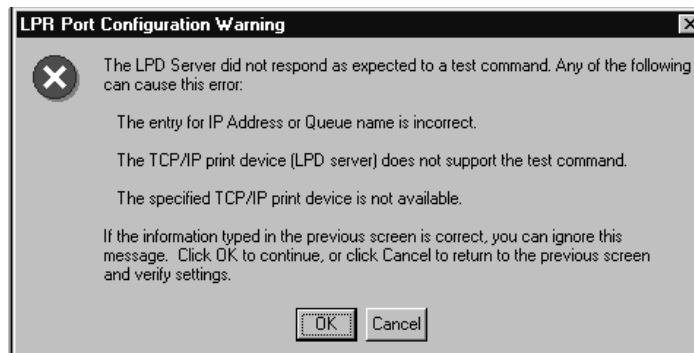 LPR Port Configuration Warning
The LPD Server did not respond as expected to a test command. Any of the following
can cause this error:
The entry for IP Address or Queue name is incorrect.
The TCP/IP print device (LPD server) does not support the test command.
The specified TCP/IP print device is not available.
If the information typed in the previous screen is correct, you can ignore this
message. Click OK to continue, or click Cancel to return to the previous screen
and verify settings.
OK
Cancel